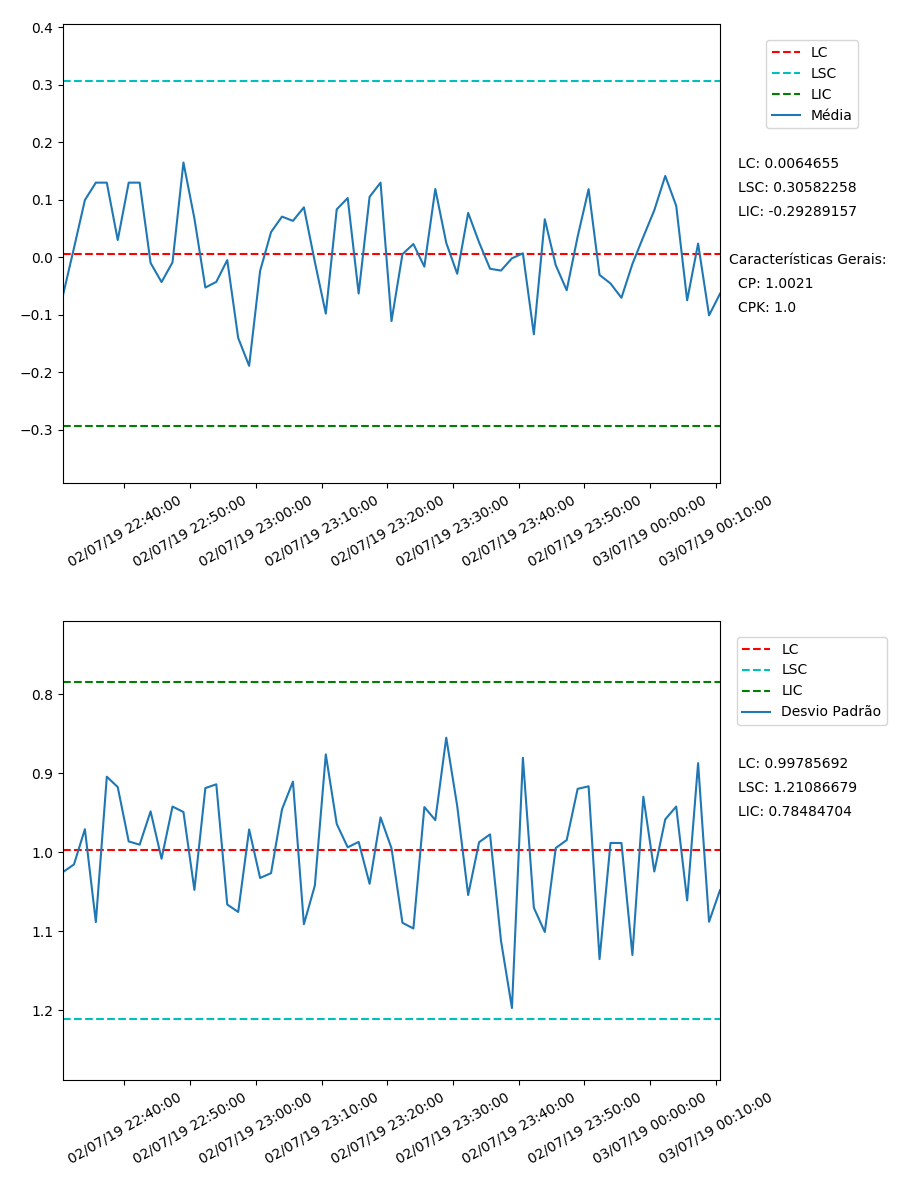 0.4
0.3
0.2
0.1
0.0
−0.1
−0.2
−0.3
02/07/19 22:40:00
02/07/19 22:50:00
02/07/19 23:00:00
02/07/19 23:10:00
02/07/19 23:20:00
02/07/19 23:30:00
02/07/19 23:40:00
02/07/19 23:50:00
03/07/19 00:00:00
03/07/19 00:10:00
LC
LSC
LIC
Média
LC: 0.0064655
LSC: 0.30582258
LIC: -0.29289157
Características Gerais:
CP: 1.0021
CPK: 1.0
0.8
0.9
1.0
1.1
1.2
02/07/19 22:40:00
02/07/19 22:50:00
02/07/19 23:00:00
02/07/19 23:10:00
02/07/19 23:20:00
02/07/19 23:30:00
02/07/19 23:40:00
02/07/19 23:50:00
03/07/19 00:00:00
03/07/19 00:10:00
LC
LSC
LIC
Desvio Padrão
LC: 0.99785692
LSC: 1.21086679
LIC: 0.78484704